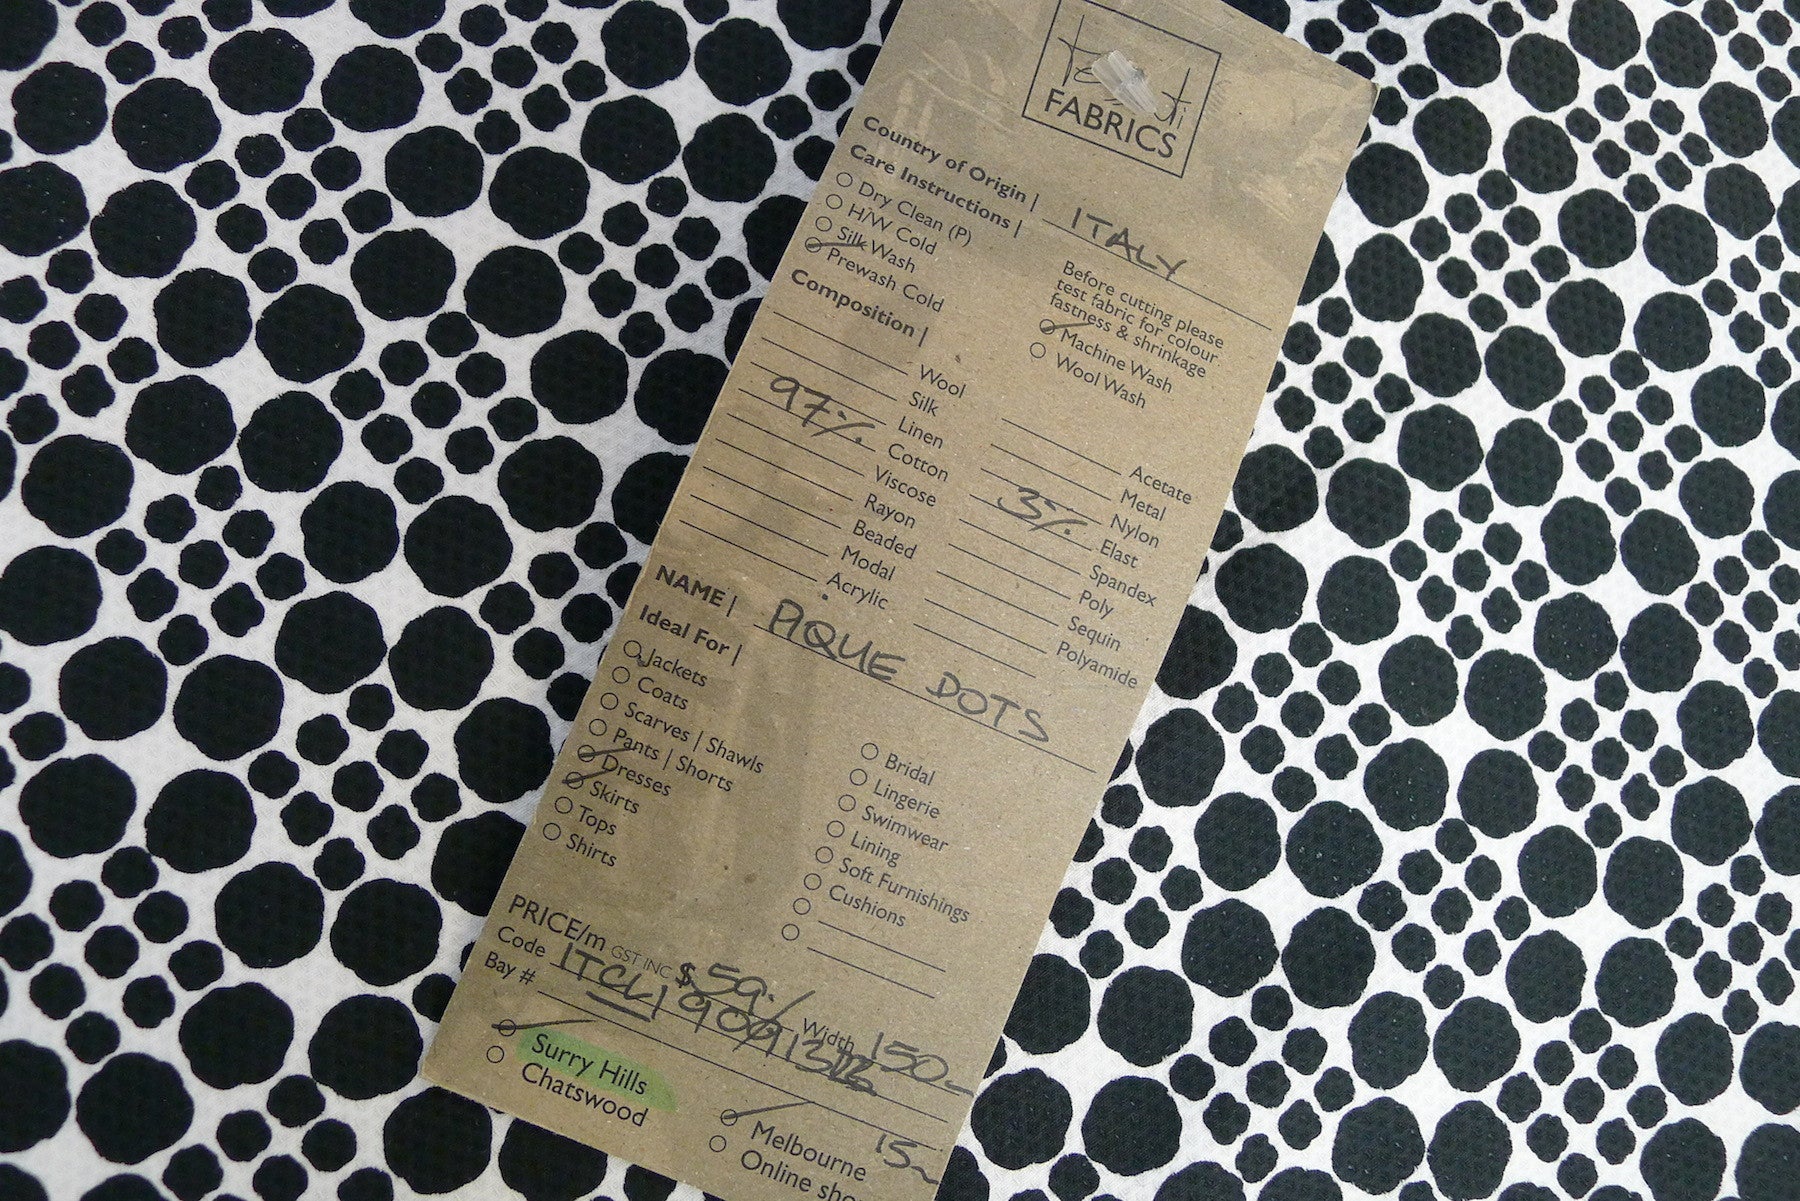 FABRICS
Country of Origin | ITALY
Care Instructions |
Dry Clean (P)
H/W Cold
Silk Wash
Prewash Cold
Before cutting please
test fabric for colour
fastness & shrinkage
Machine Wash
Wool Wash
Composition |
Wool
Silk
Linen
97% Cotton
Viscose
Rayon
Beaded
Modal
Acrylic
Acetate
Metal
Nylon
3% Elast
Spandex
Poly
Sequin
Polyamide
NAME | PIQUE DOTS
Ideal For |
Jackets
Coats
Scarves | Shawls
Pants | Shorts
Dresses
Skirts
Tops
Shirts
Bridal
Lingerie
Swimwear
Lining
Soft Furnishings
Cushions
PRICE/m GST INC $59./ Width 150
Code
Bay #
Surry Hills
Chatswood
15
Melbourne
Online